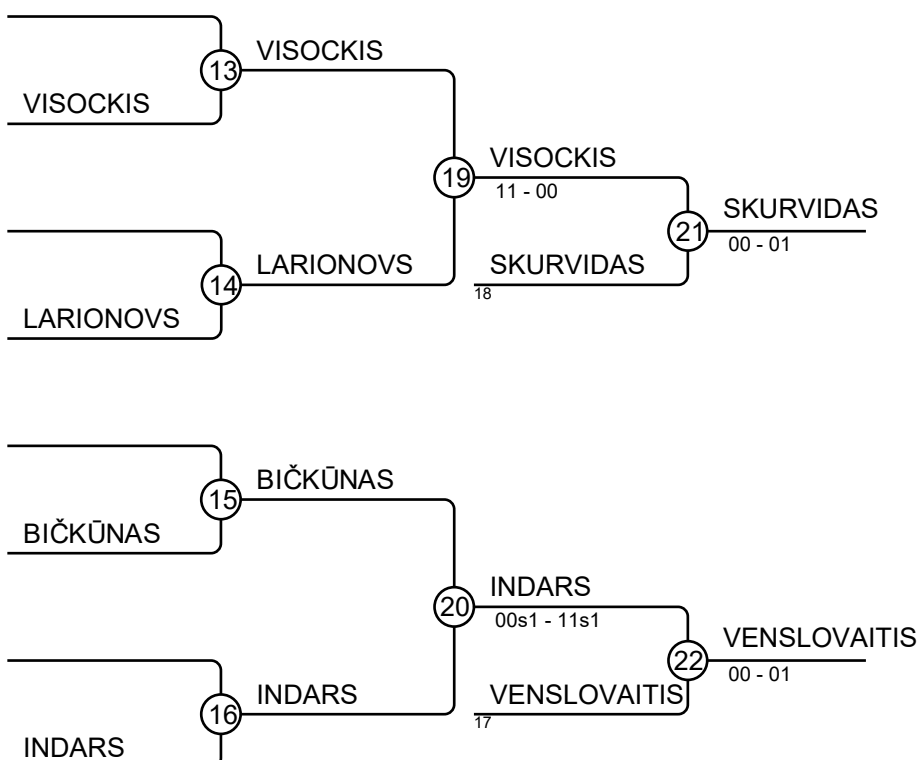 VISOCKIS
13
VISOCKIS
VISOCKIS
19
11 - 00
SKURVIDAS
21
00 - 01
LARIONOVS
SKURVIDAS
14
18
LARIONOVS
BIČKŪNAS
15
BIČKŪNAS
INDARS
20
00s1 - 11s1
VENSLOVAITIS
22
00 - 01
INDARS
VENSLOVAITIS
16
17
INDARS